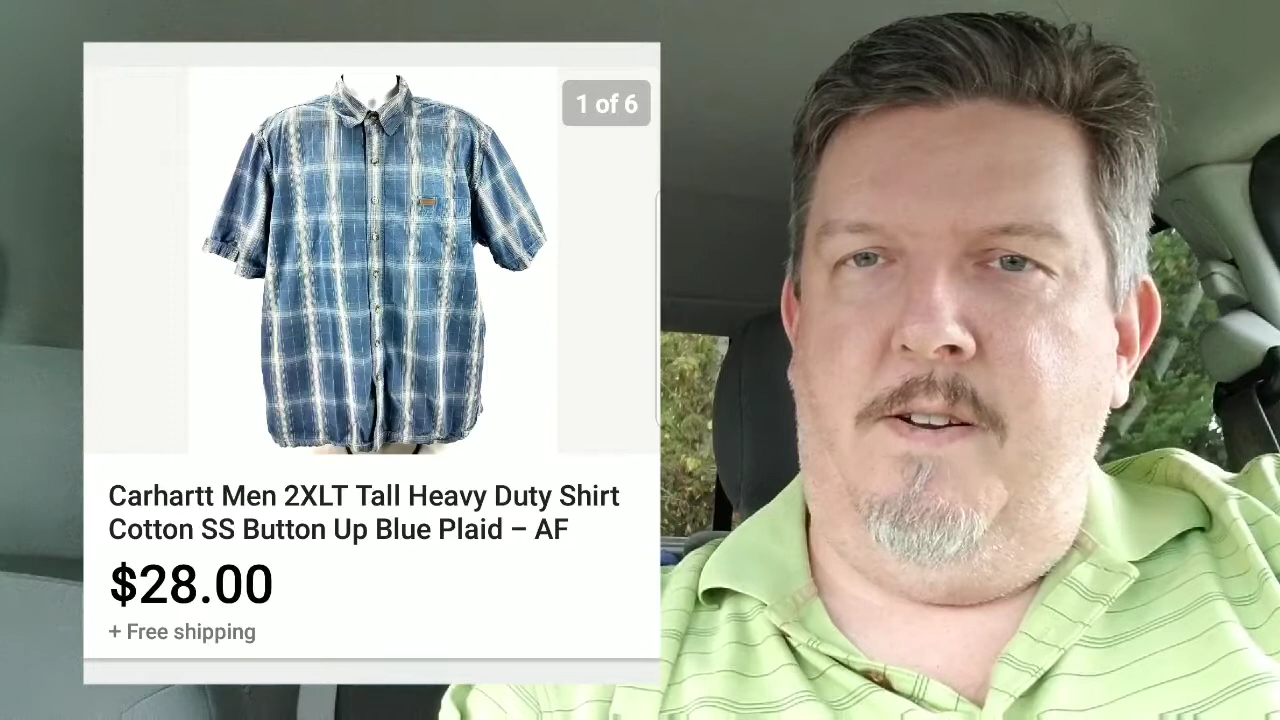 1 of 6
Carhartt Men 2XLT Tall Heavy Duty Shirt
Cotton SS Button Up Blue Plaid – AF
$28.00
+ Free shipping